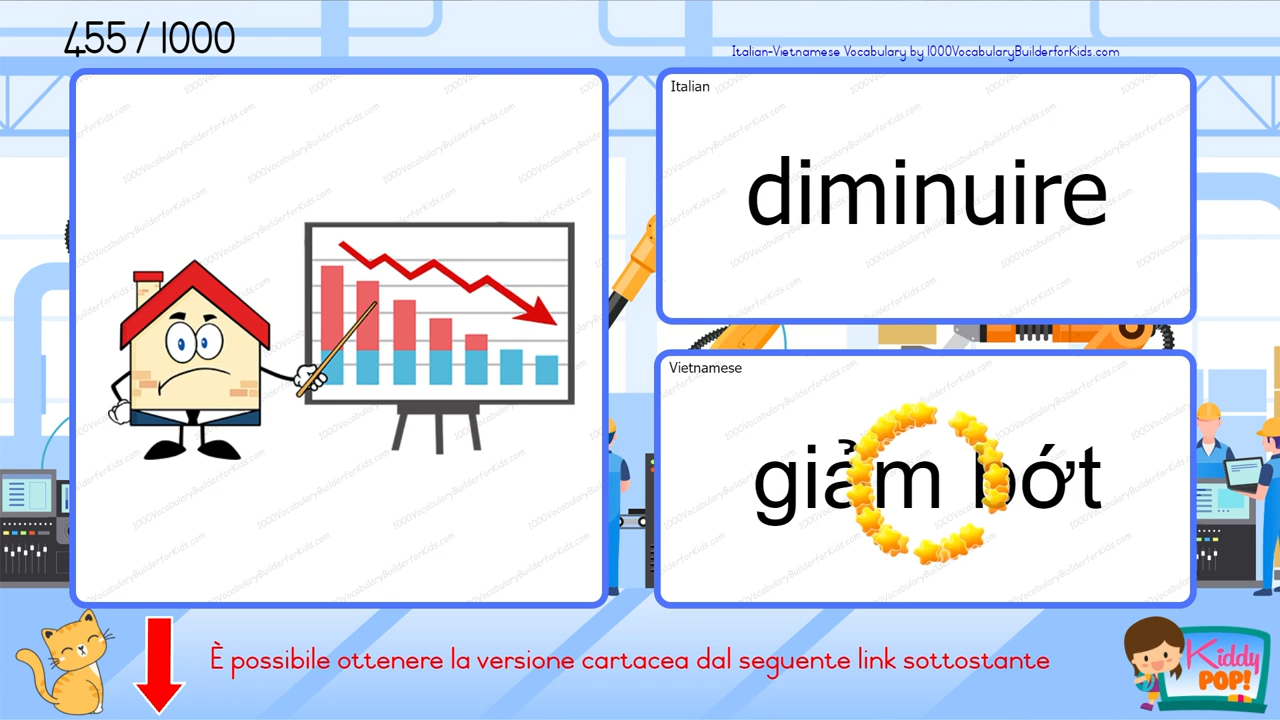 455 / 1000
Italian-Vietnamese Vocabulary by 1000VocabularyBuilderforKids.com
Italian
diminuire
Vietnamese
giảm bớt
È possibile ottenere la versione cartacea dal seguente link sottostante
Kiddy
POP!